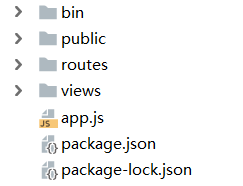 bin
public
routes
views
app.js
package.json
package-lock.json